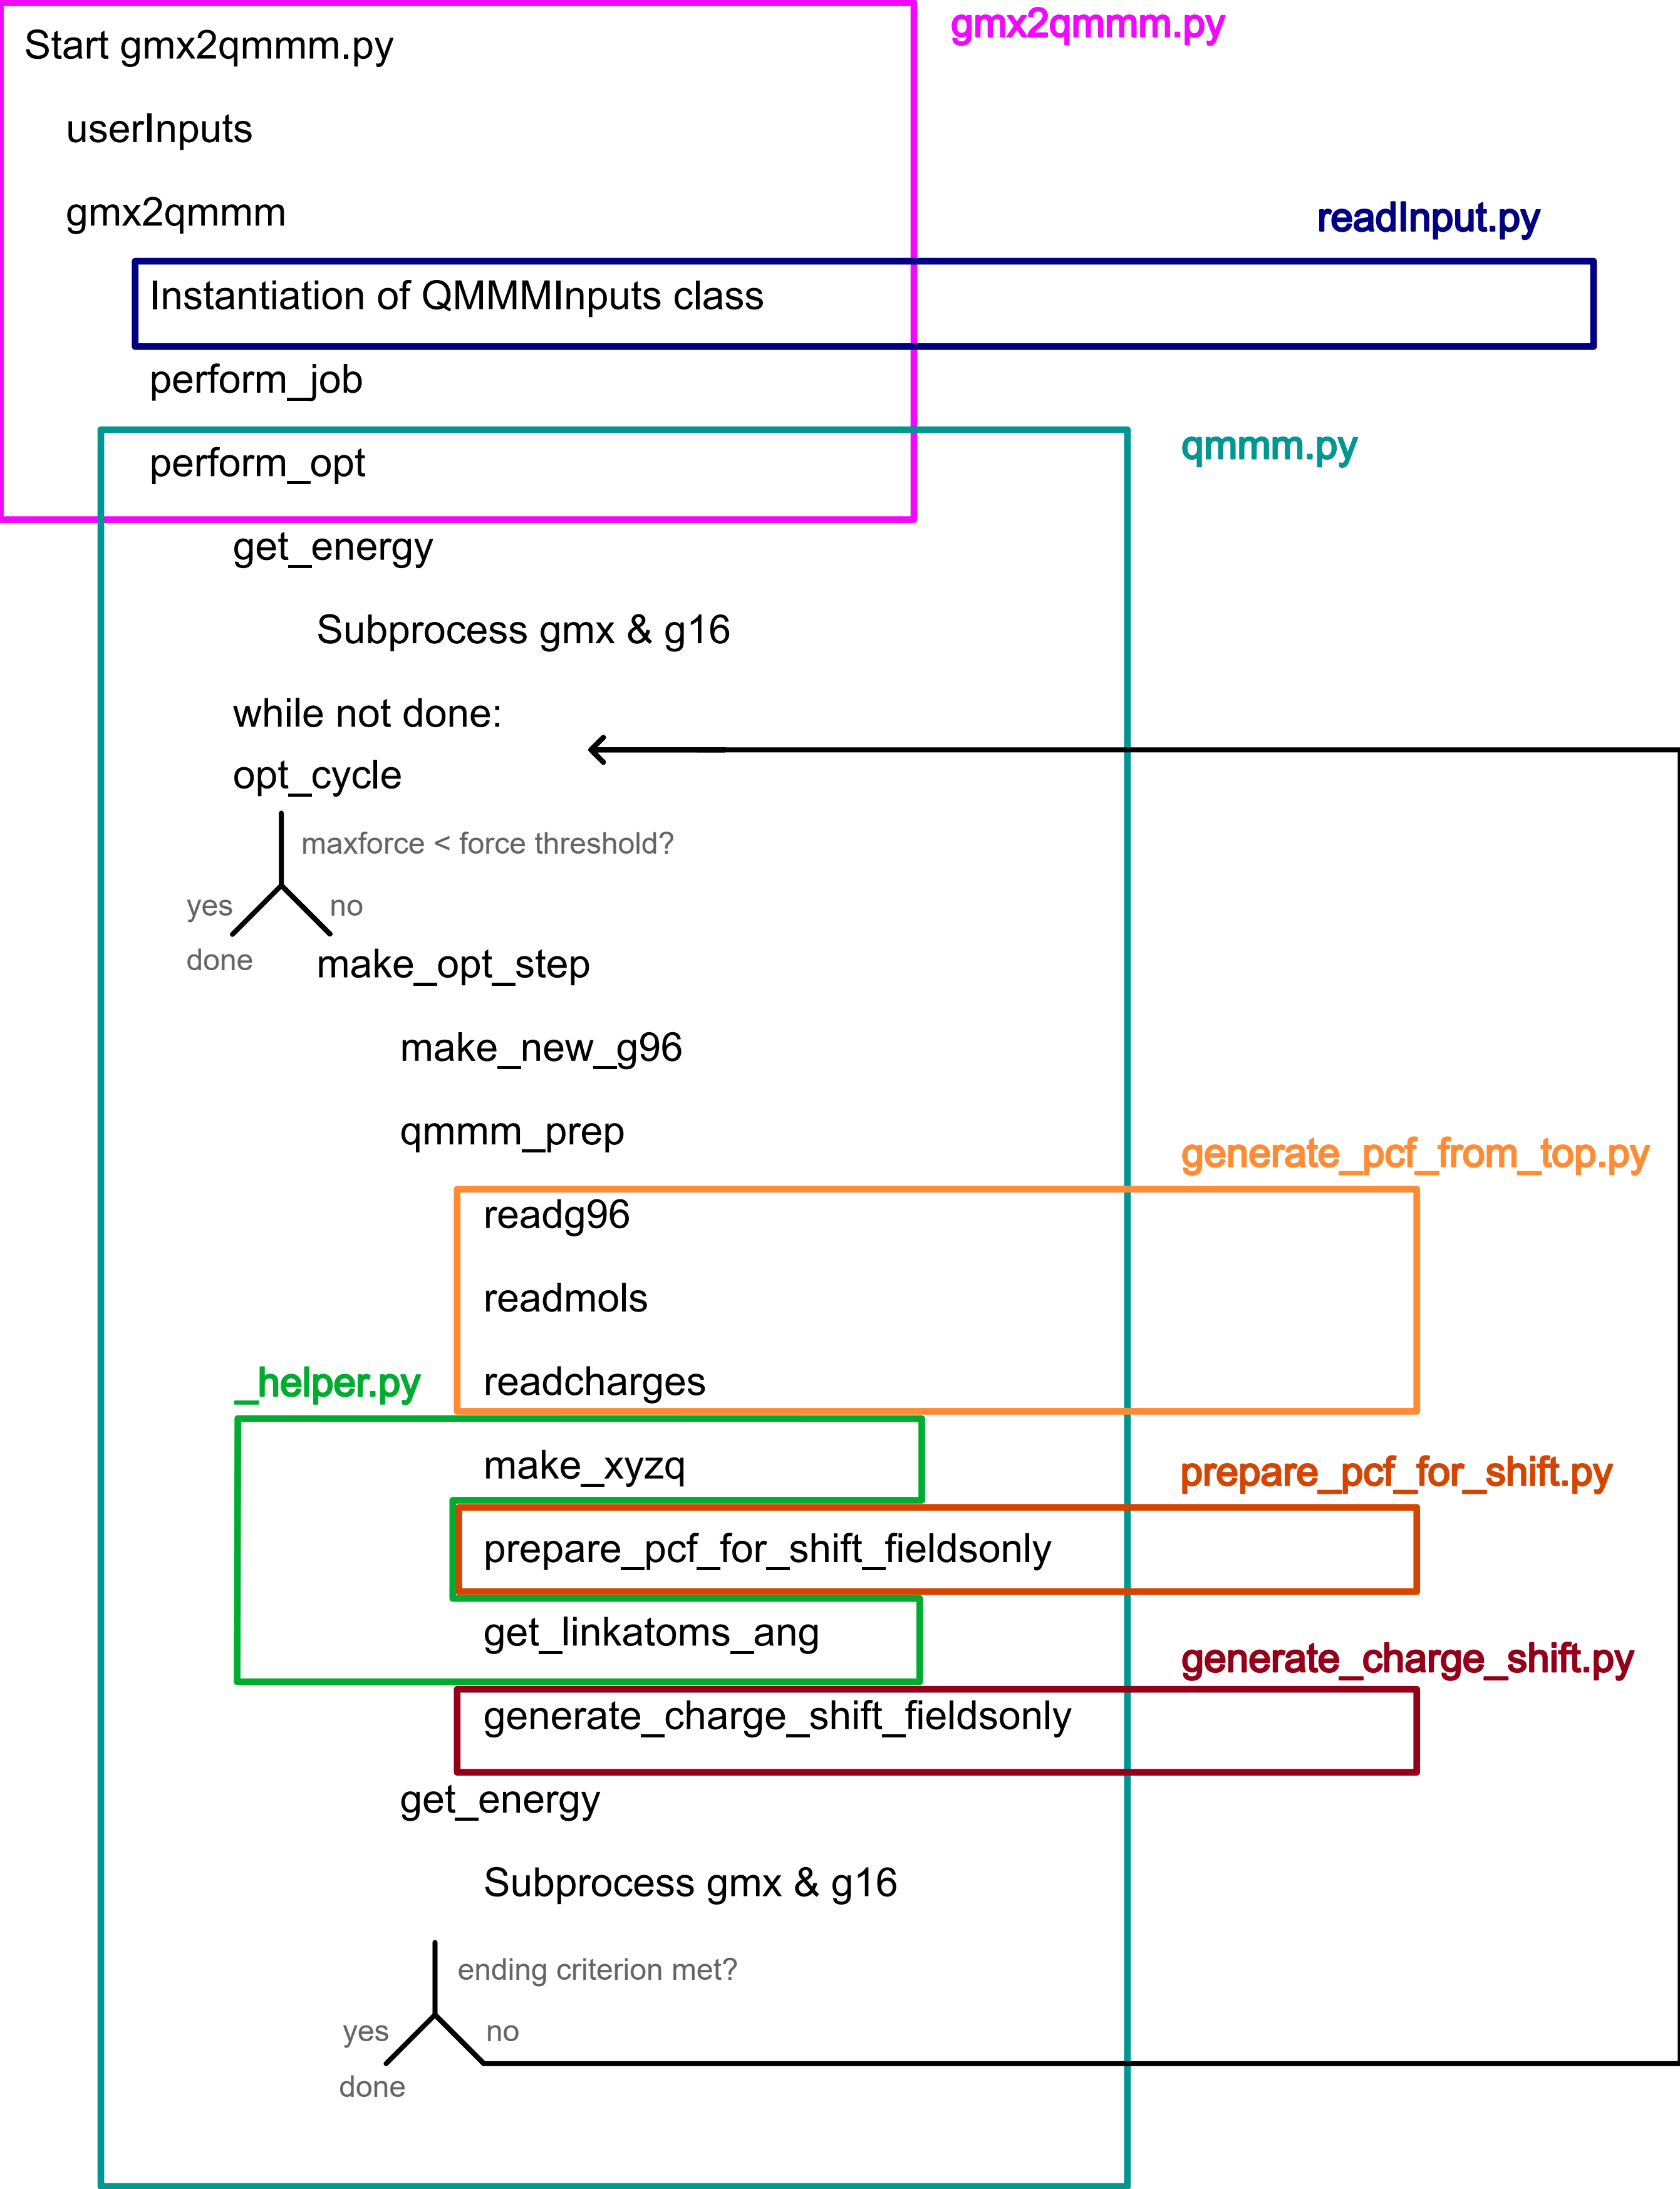 gmx2qmmm.py
Start gmx2qmmm.py
userInputs
gmx2qmmm
readInput.py
Instantiation of QMMMInputs class
perform_job
qmmm.py
perform_opt
get_energy
Subprocess gmx & g16
while not done:
opt_cycle
maxforce < force threshold?
yes no
done
make_opt_step
make_new_g96
qmmm_prep
generate_pcf_from_top.py
readg96
readmols
_helper.py
readcharges
make_xyzq
prepare_pcf_for_shift.py
prepare_pcf_for_shift_fieldsonly
get_linkatoms_ang
generate_charge_shift.py
generate_charge_shift_fieldsonly
get_energy
Subprocess gmx & g16
ending criterion met?
yes no
done